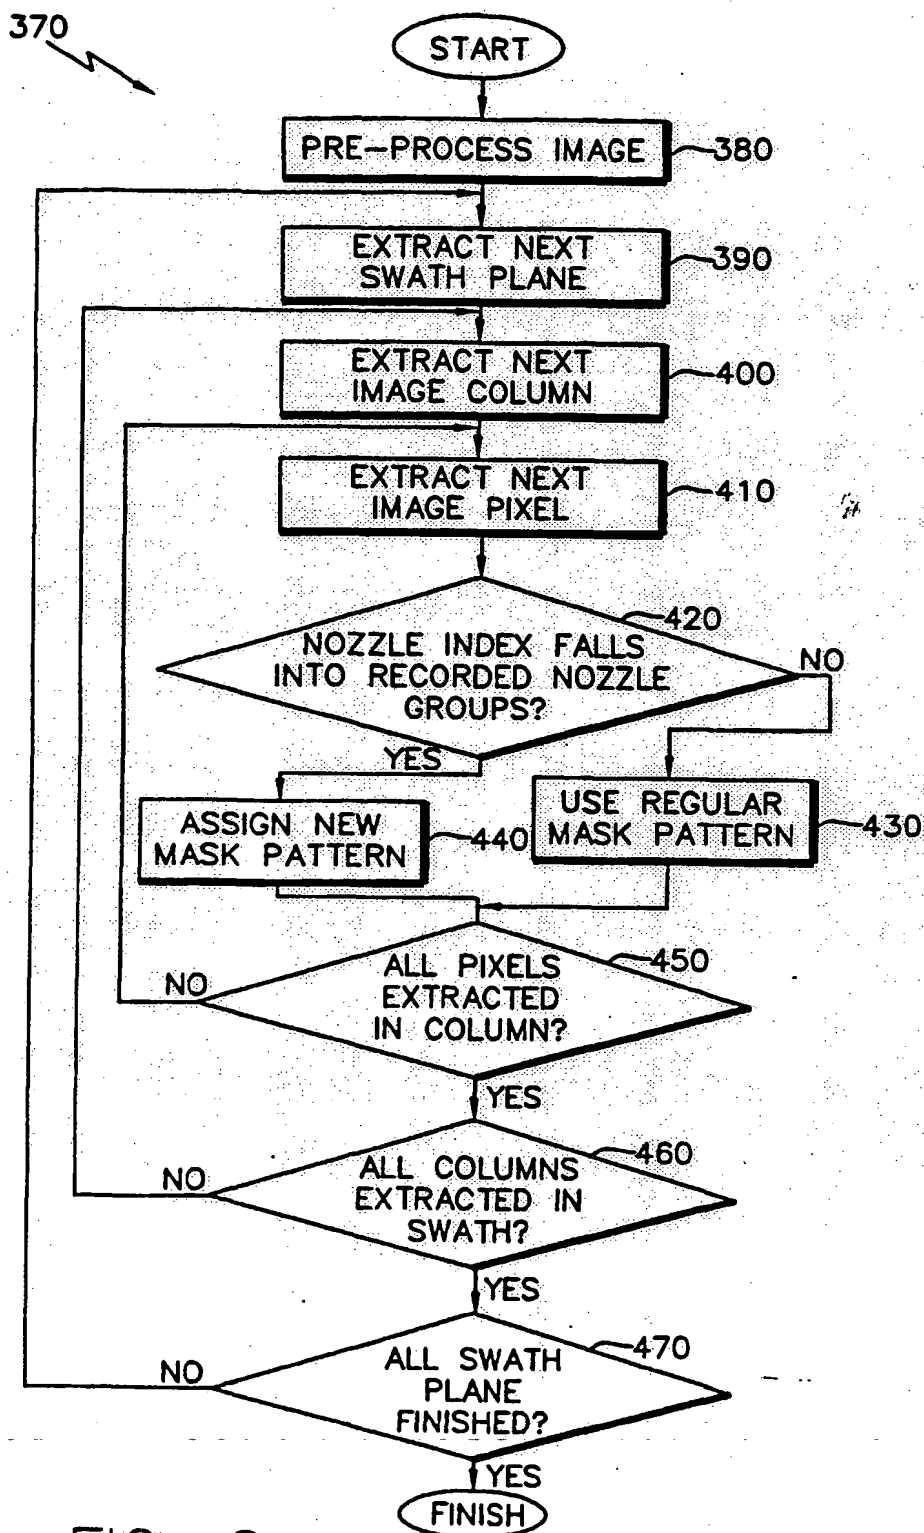 370
START
PRE-PROCESS IMAGE
380
EXTRACT NEXT
SWATH PLANE
390
EXTRACT NEXT
IMAGE COLUMN
400
EXTRACT NEXT
IMAGE PIXEL
410
420
NOZZLE INDEX FALLS
INTO RECORDED NOZZLE
GROUPS?
NO
YES
ASSIGN NEW
MASK PATTERN
440
USE REGULAR
MASK PATTERN
430
450
ALL PIXELS
EXTRACTED
IN COLUMN?
NO
YES
460
ALL COLUMNS
EXTRACTED IN
SWATH?
NO
YES
470
ALL SWATH
PLANE
FINISHED?
NO
YES
FINISH